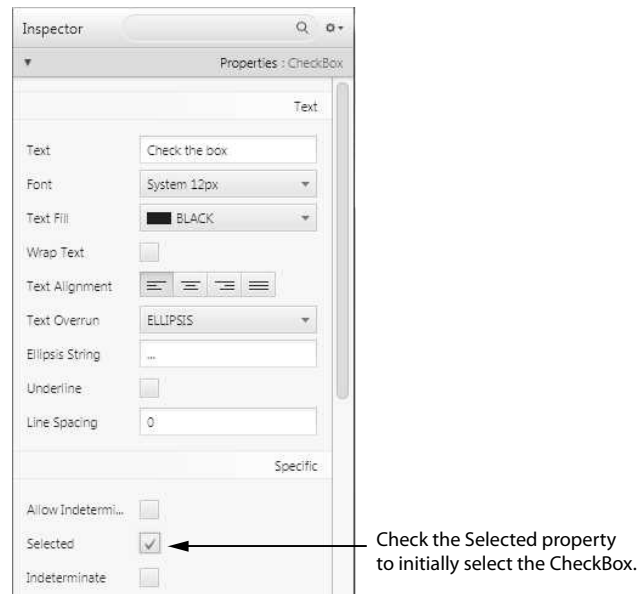 Inspector
Properties : CheckBox
Text
Text Check the box
Font System 12px
Text Fill BLACK
Wrap Text
Text Alignment
Text Overrun ELLIPSIS
Ellipsis String ...
Underline
Line Spacing 0
Specific
Allow Indetermi...
Selected
Indeterminate
Check the Selected property
to initially select the CheckBox.